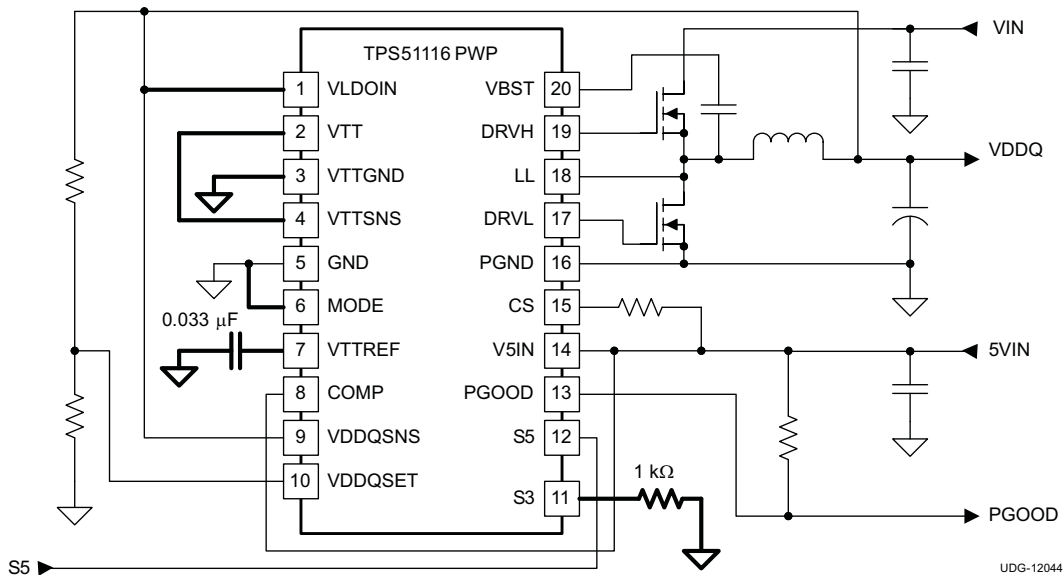 VIN
TPS51116 PWP
1 VLDOIN VBST 20
2 VTT DRVH 19
VDDQ
3 VTTGND LL 18
4 VTTSNS DRVL 17
5 GND PGND 16
6 MODE CS 15
0.033 μF
7 VTTREF V5IN 14
5VIN
8 COMP PGOOD 13
9 VDDQSNS S5 12
10 VDDQSET S3 11
1 kΩ
PGOOD
S5
UDG-12044